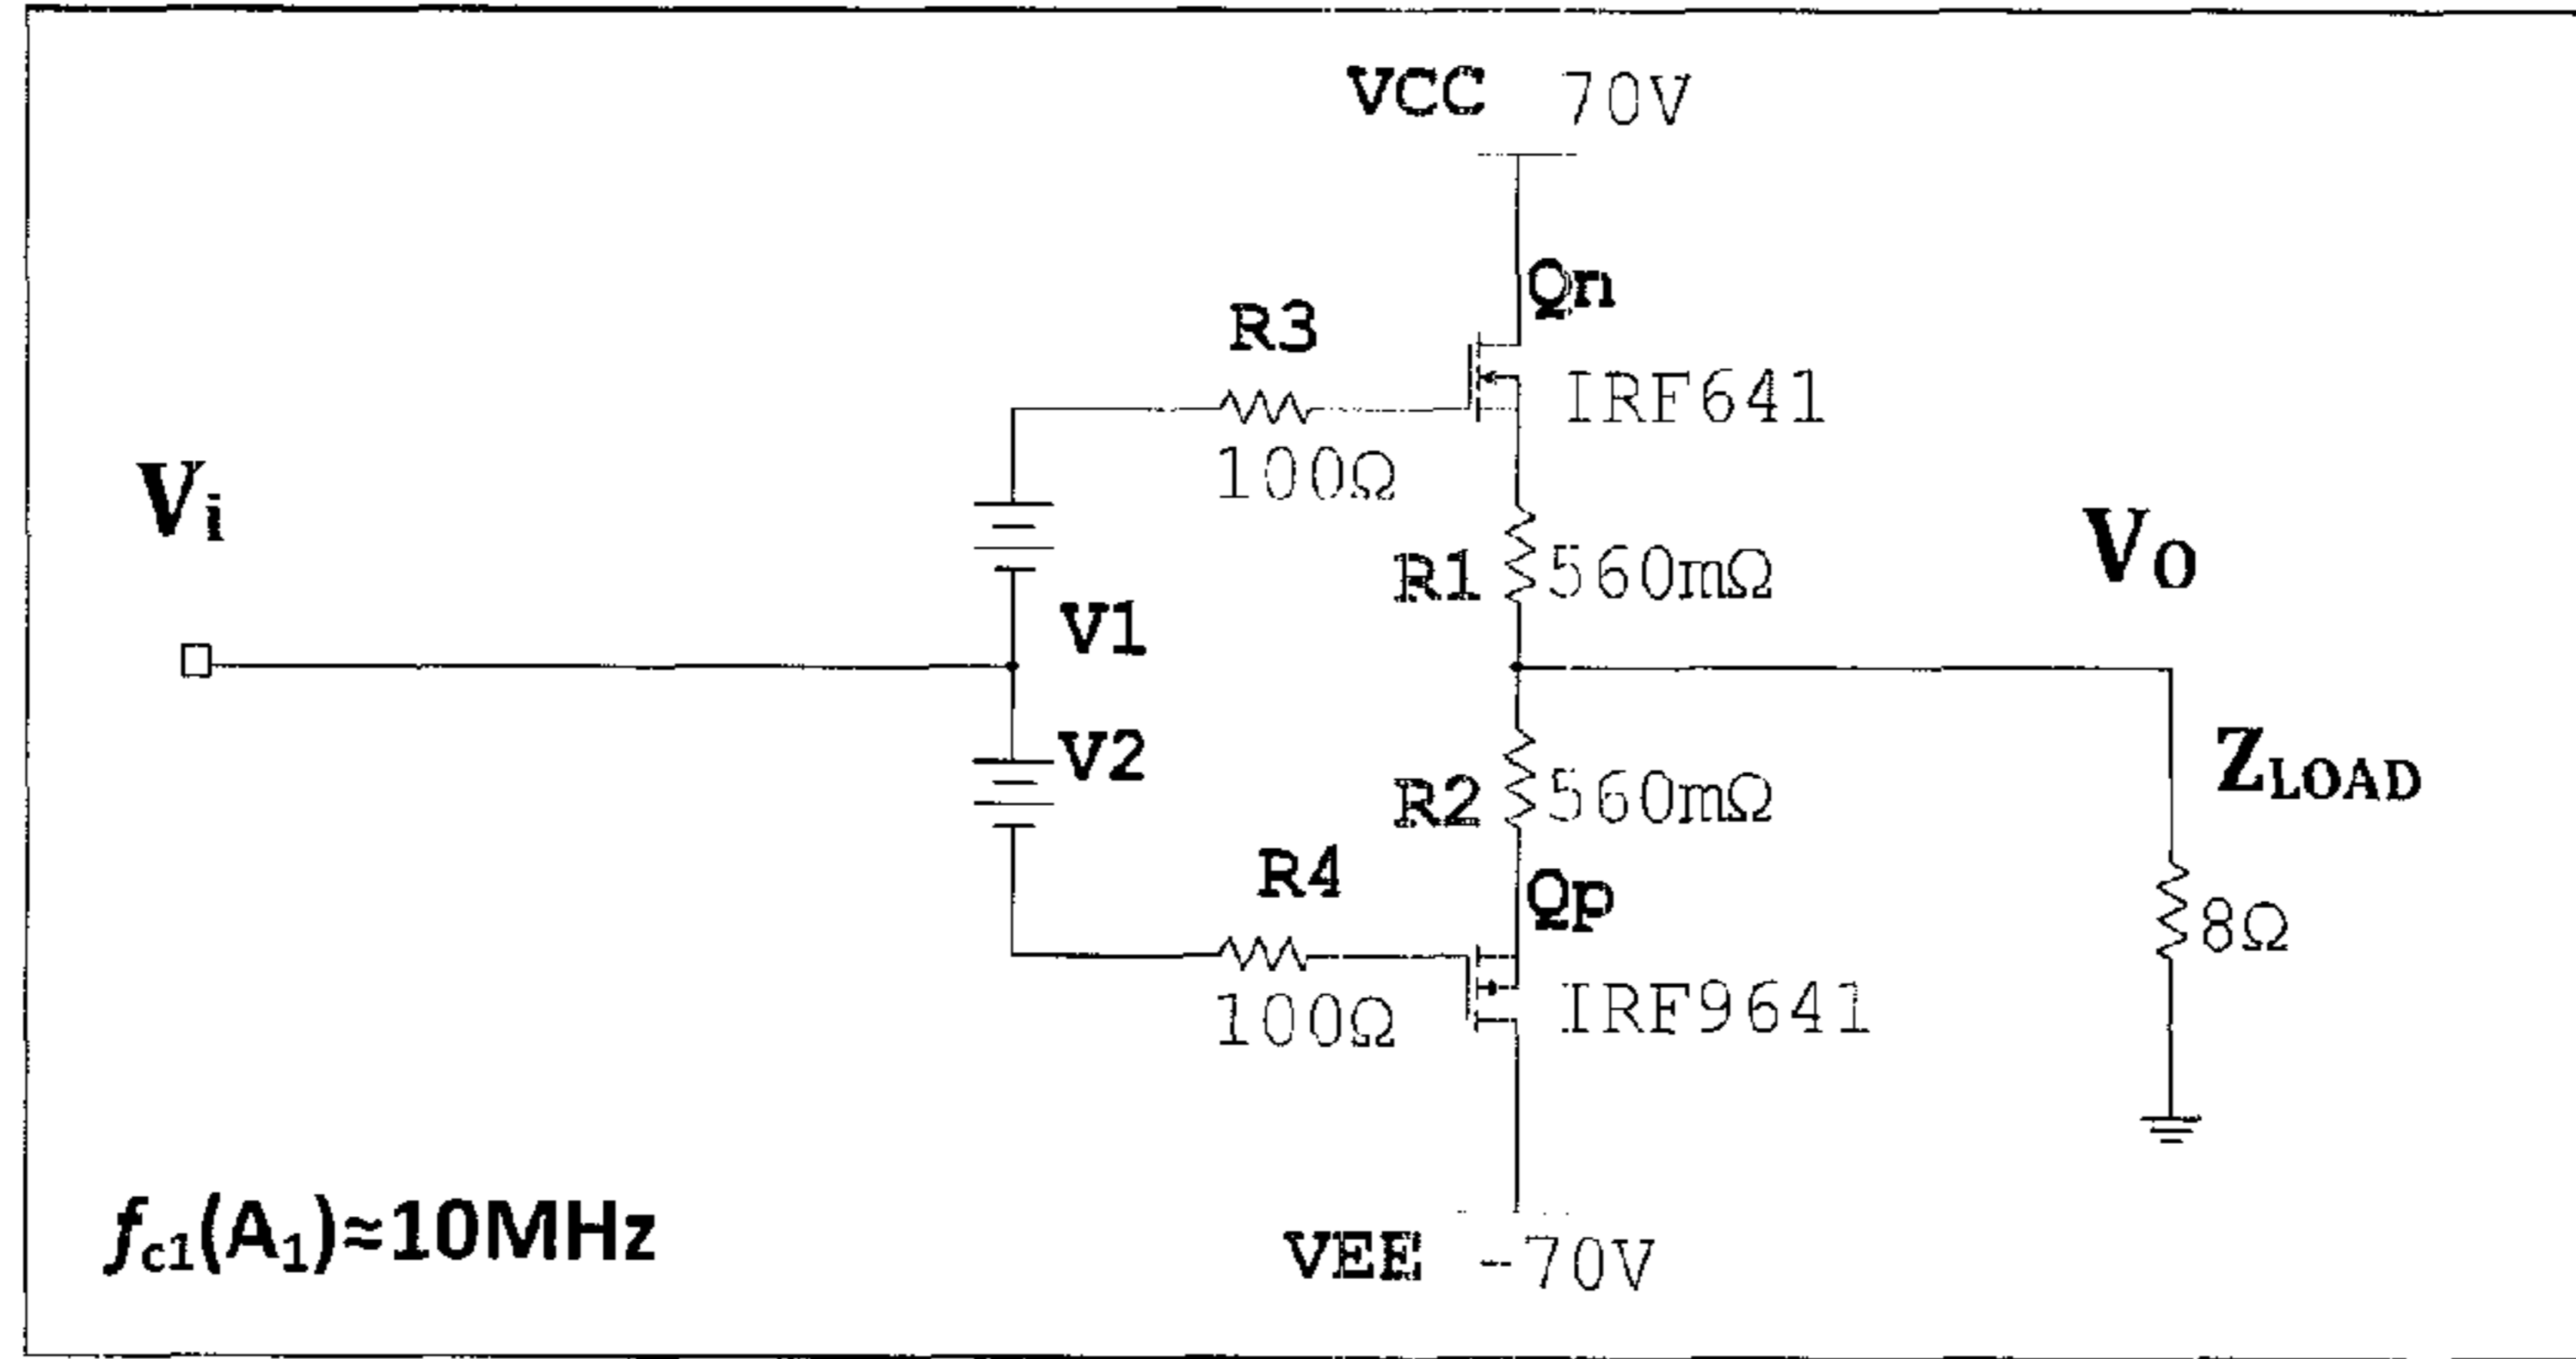 VCC 70V
Qn
R3
IRF641
100Ω
Vi
R1 560mΩ
VO
V1
V2
R2 560mΩ
ZLOAD
R4
Qp
8Ω
100Ω
IRF9641
fc1(A1)≈10MHz
VEE -70V